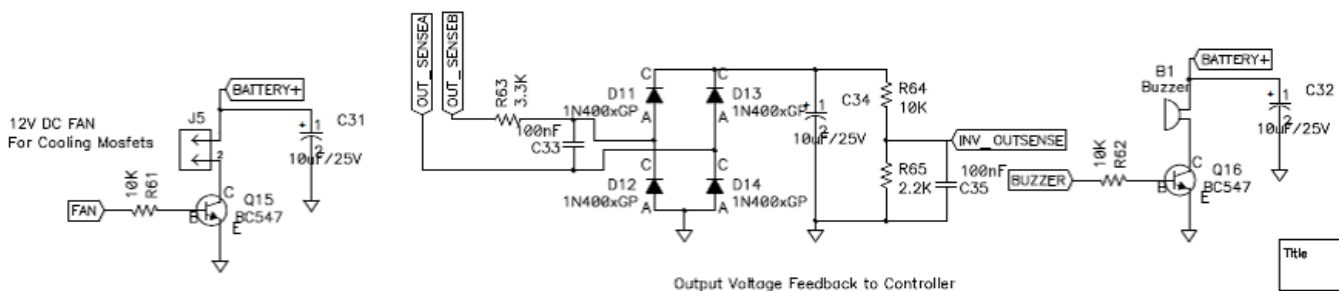 BATTERY+
J5
2
12V DC FAN
For Cooling Mosfets
+ 1
C31
2
10uF/25V
10K
R61
FAN
B
C
Q15
BC547
E
OUT_SENSEA
OUT_SENSEB
R63
3.3K
100nF
C33
C
D11
1N400xGP
A
C
D13
1N400xGP
A
C
D12
1N400xGP
A
C
D14
1N400xGP
A
+ 1
C34
2
10uF/25V
R64
10K
INV_OUTSENSE
R65
2.2K
100nF
C35
Output Voltage Feedback to Controller
BATTERY+
B1
Buzzer
+ 1
C32
2
10uF/25V
BUZZER
10K
R62
B
C
Q16
BC547
E
Title